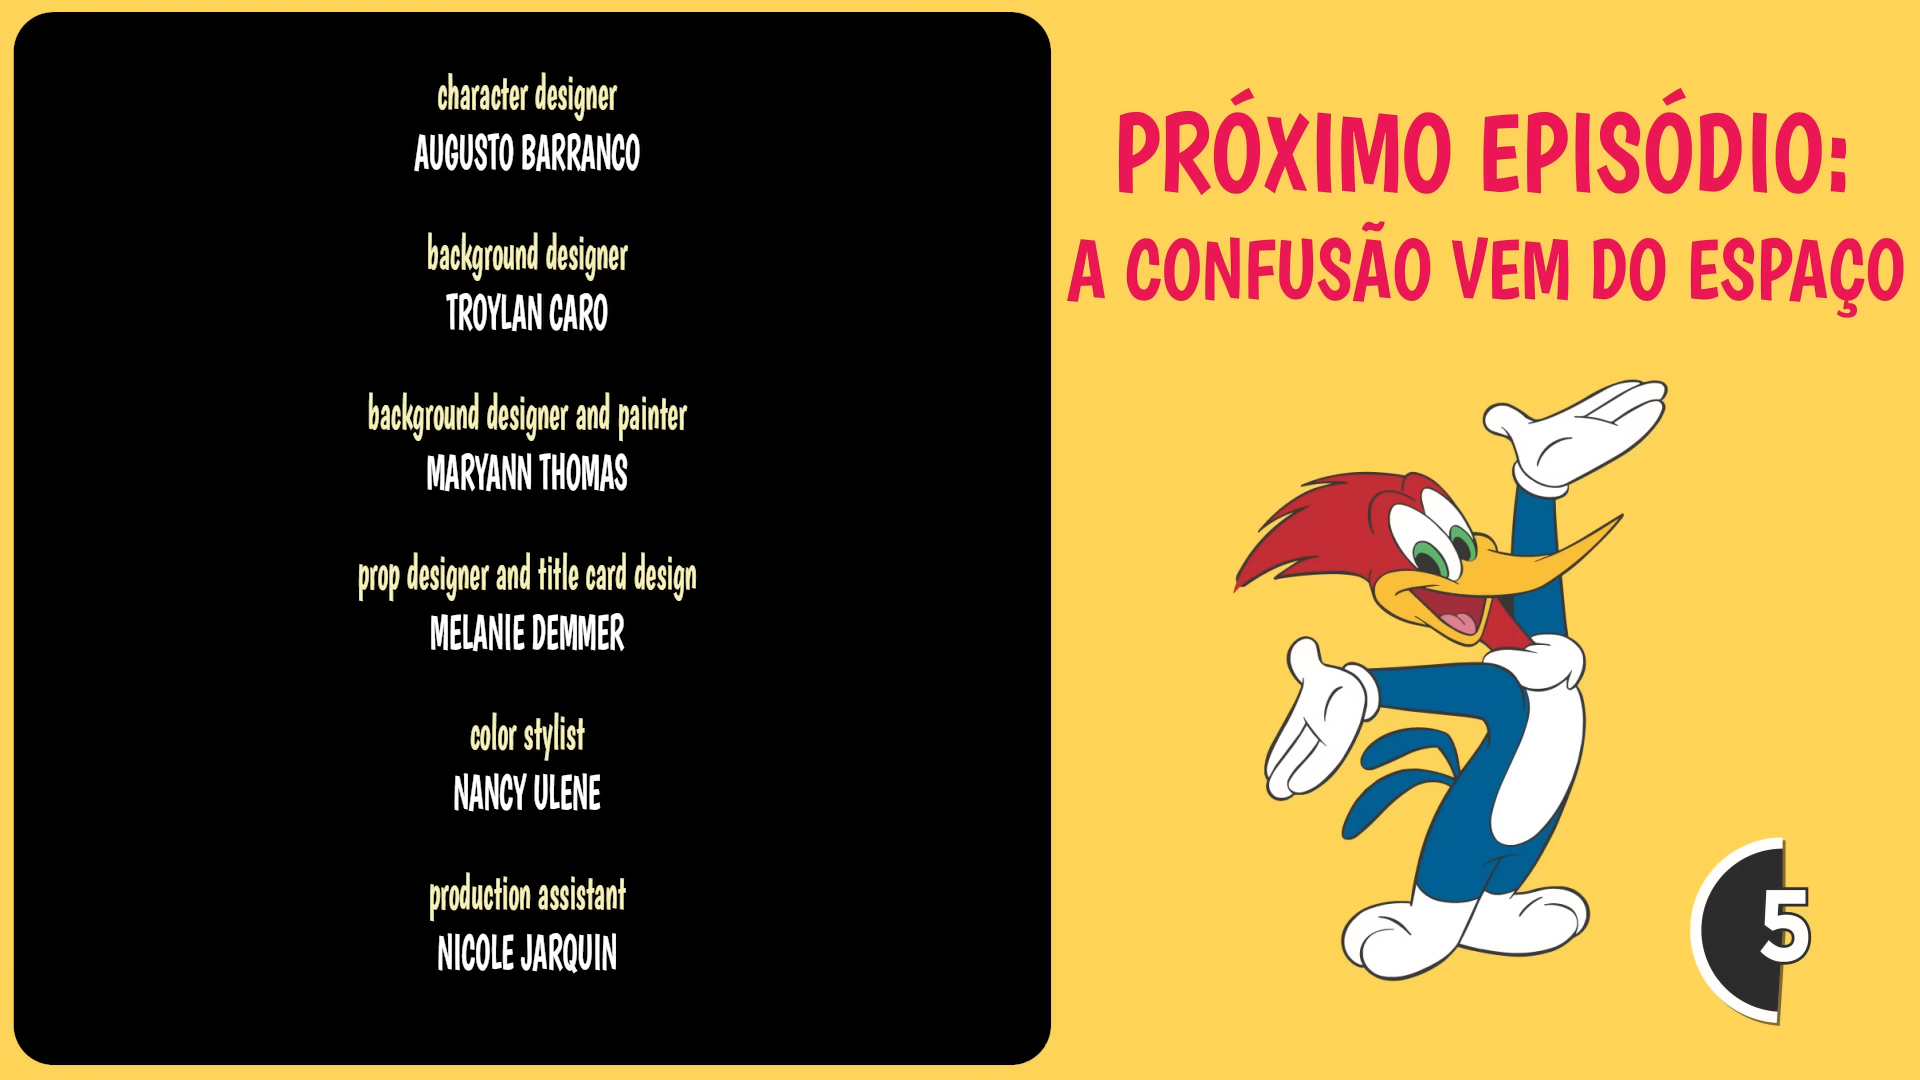 character designer
AUGUSTO BARRANCO
background designer
TROYLAN CARO
background designer and painter
MARYANN THOMAS
prop designer and title card design
MELANIE DEMMER
color stylist
NANCY ULENE
production assistant
NICOLE JARQUIN
PRÓXIMO EPISÓDIO:
A CONFUSÃO VEM DO ESPAÇO
5